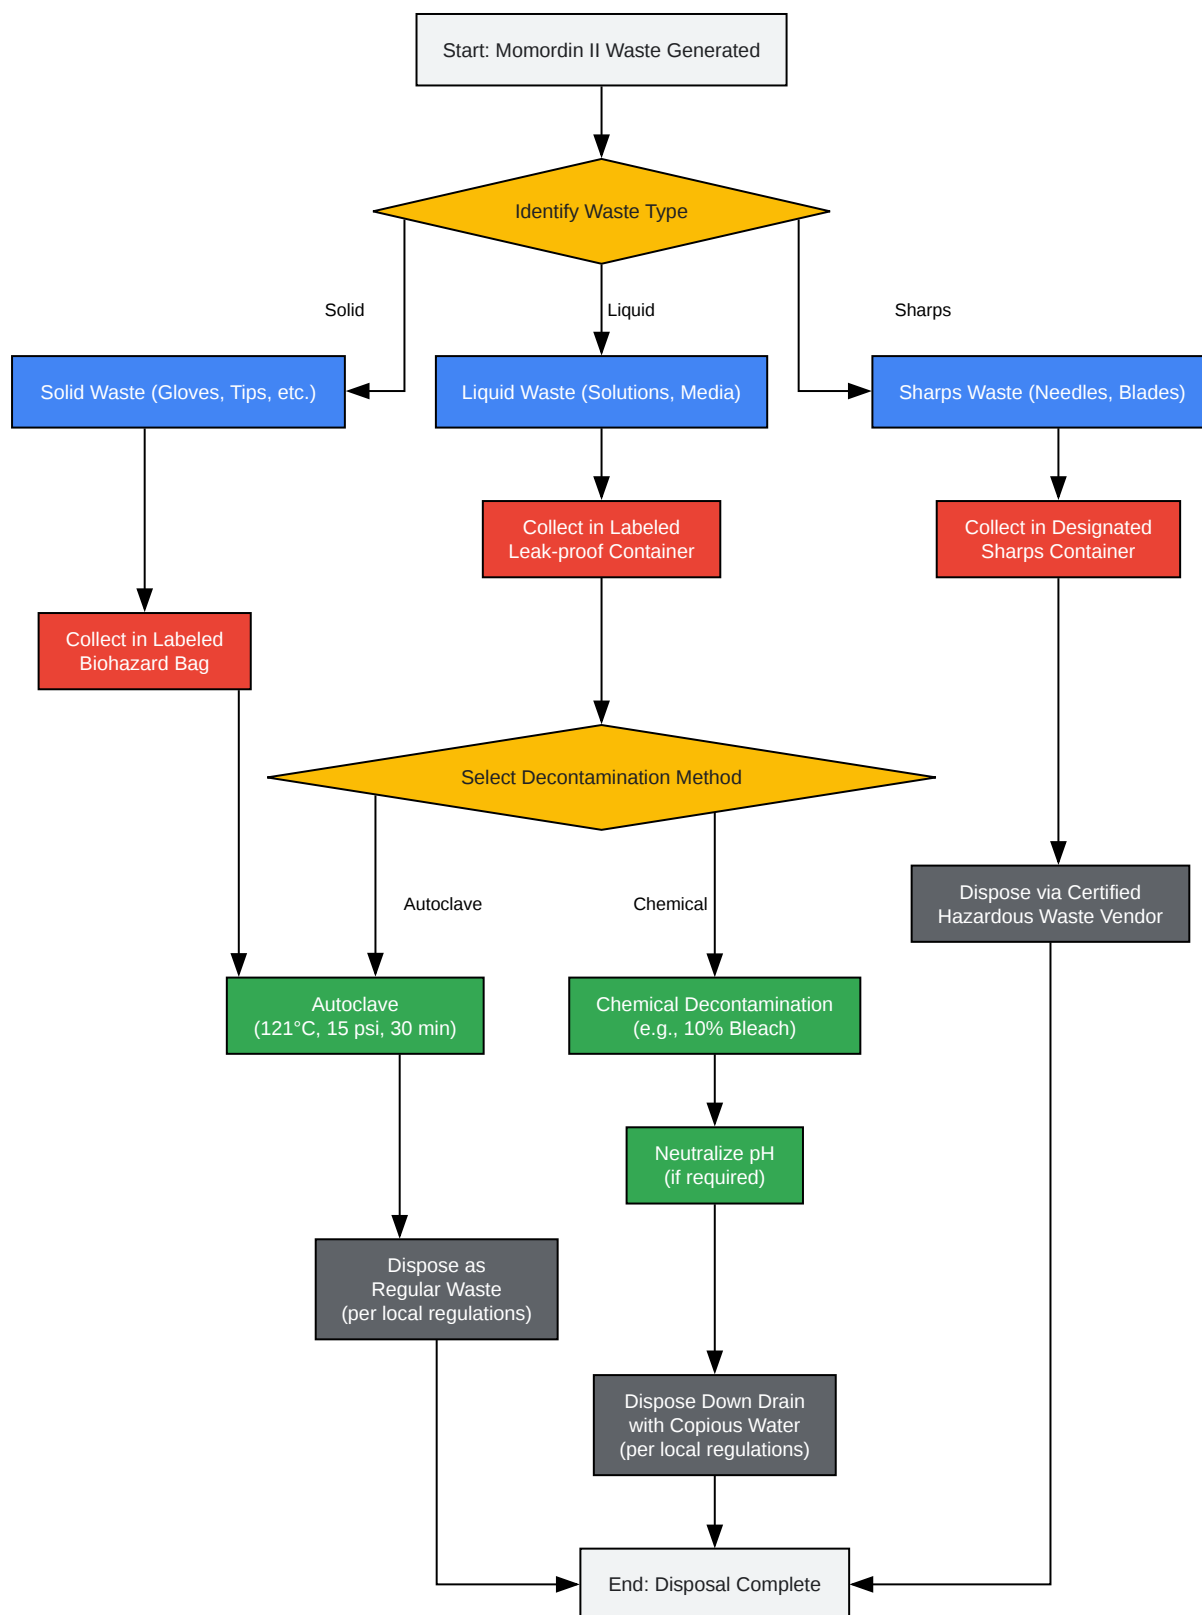 Start: Momordin II Waste Generated
Identify Waste Type
Solid
Liquid
Sharps
Solid Waste (Gloves, Tips, etc.)
Liquid Waste (Solutions, Media)
Sharps Waste (Needles, Blades)
Collect in Labeled
Leak-proof Container
Collect in Designated
Sharps Container
Collect in Labeled
Biohazard Bag
Select Decontamination Method
Autoclave
Chemical
Dispose via Certified
Hazardous Waste Vendor
Autoclave
(121°C, 15 psi, 30 min)
Chemical Decontamination
(e.g., 10% Bleach)
Neutralize pH
(if required)
Dispose as
Regular Waste
(per local regulations)
Dispose Down Drain
with Copious Water
(per local regulations)
End: Disposal Complete